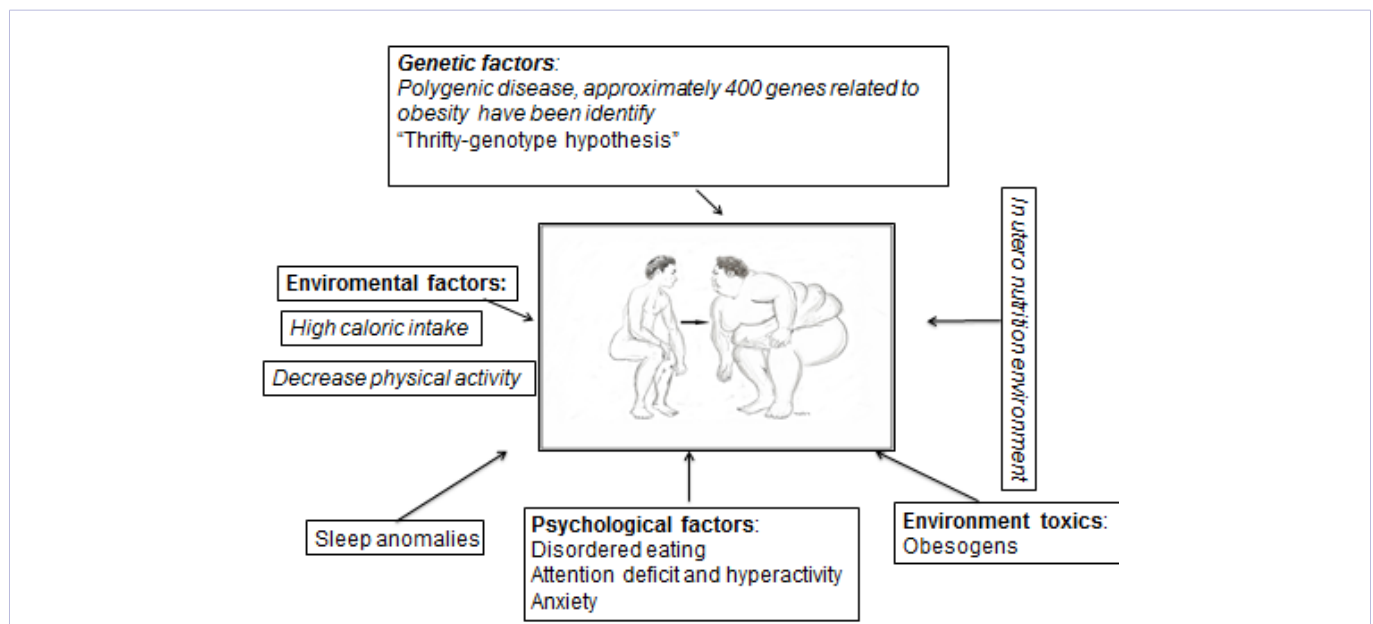 Genetic factors:
Polygenic disease, approximately 400 genes related to
obesity have been identify
“Thrifty-genotype hypothesis”
In utero nutrition environment
Enviromental factors:
High caloric intake
Decrease physical activity
Sleep anomalies
Psychological factors:
Disordered eating
Attention deficit and hyperactivity
Anxiety
Environment toxics:
Obesogens